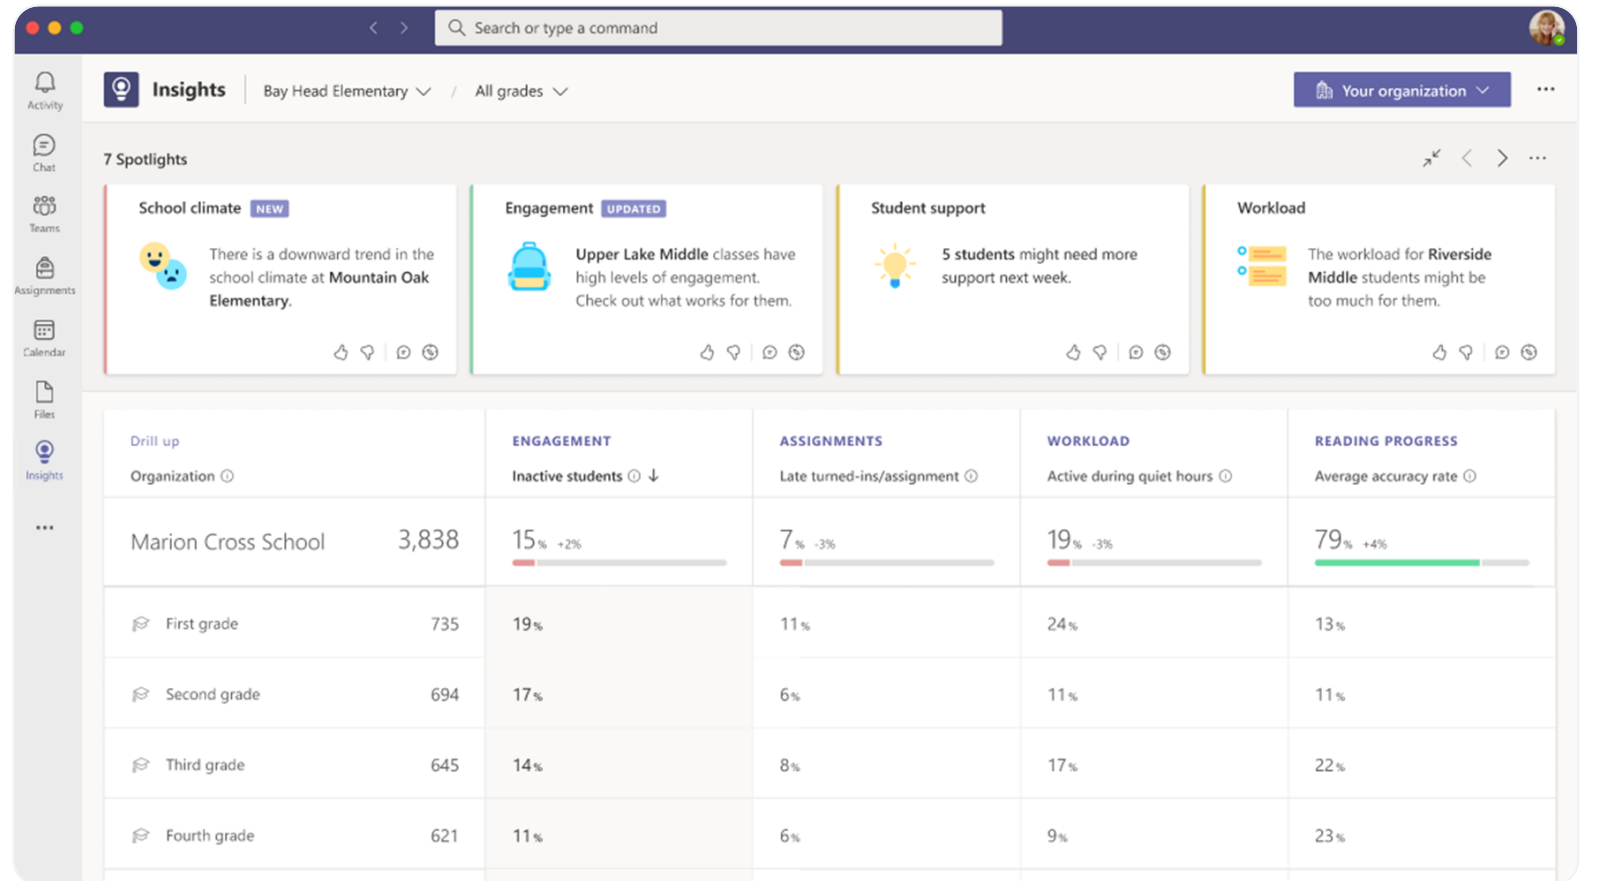 Search or type a command
Activity
Chat
Teams
Assignments
Calendar
Files
Insights
Insights
Bay Head Elementary
/
All grades
Your organization
7 Spotlights
School climate NEW
There is a downward trend in the
school climate at Mountain Oak
Elementary.
Engagement UPDATED
Upper Lake Middle classes have
high levels of engagement.
Check out what works for them.
Student support
5 students might need more
support next week.
Workload
The workload for Riverside
Middle students might be
too much for them.
Drill up ENGAGEMENT ASSIGNMENTS WORKLOAD READING PROGRESS
Organization Inactive students Late turned-ins/assignment Active during quiet hours Average accuracy rate
Marion Cross School 3,838 15% +2% 7% -3% 19% -3% 79% +4%
First grade 735 19% 11% 24% 13%
Second grade 694 17% 6% 11% 11%
Third grade 645 14% 8% 17% 22%
Fourth grade 621 11% 6% 9% 23%